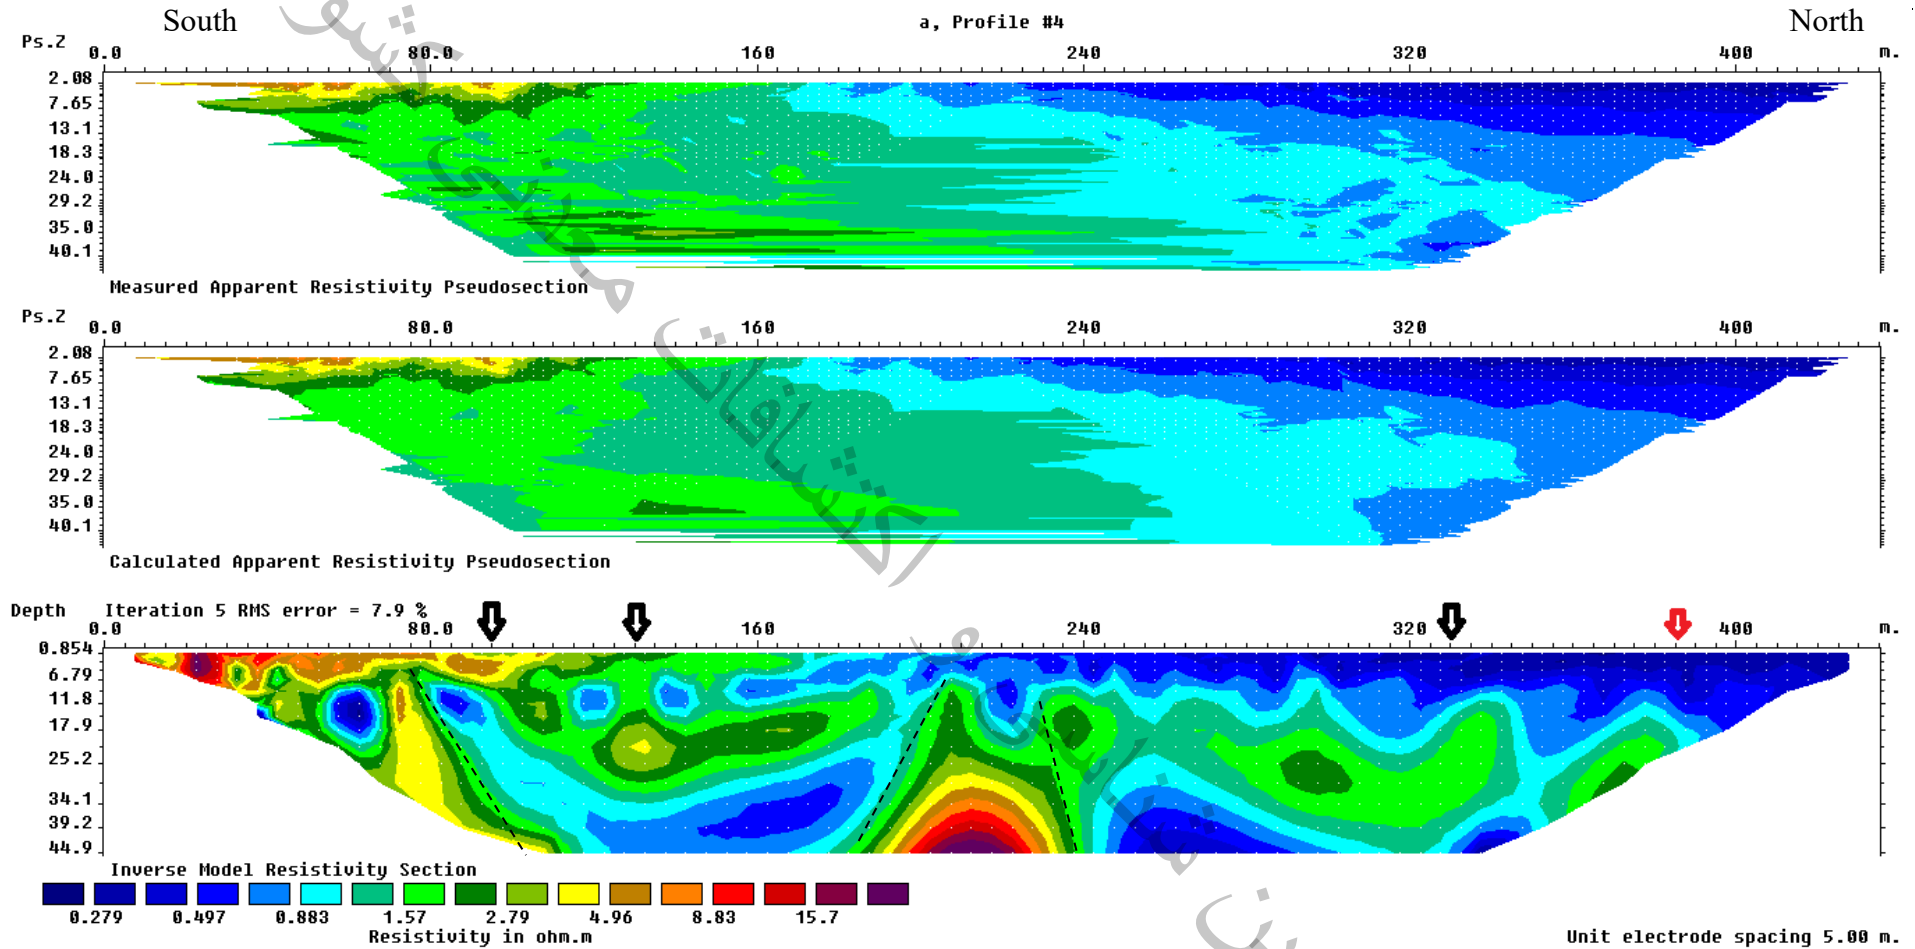 South
a, Profile #4
North
Ps.Z 0.0 80.0 160 240 320 400 m.
2.08
7.65
13.1
18.3
24.0
29.2
35.0
40.1
Measured Apparent Resistivity Pseudosection
Ps.Z 0.0 80.0 160 240 320 400 m.
2.08
7.65
13.1
18.3
24.0
29.2
35.0
40.1
Calculated Apparent Resistivity Pseudosection
Depth Iteration 5 RMS error = 7.9 %
0.0 80.0 160 240 320 400 m.
0.854
6.79
11.8
17.9
25.2
34.1
39.2
44.9
Inverse Model Resistivity Section
0.279 0.497 0.883 1.57 2.79 4.96 8.83 15.7
Resistivity in ohm.m
Unit electrode spacing 5.00 m.